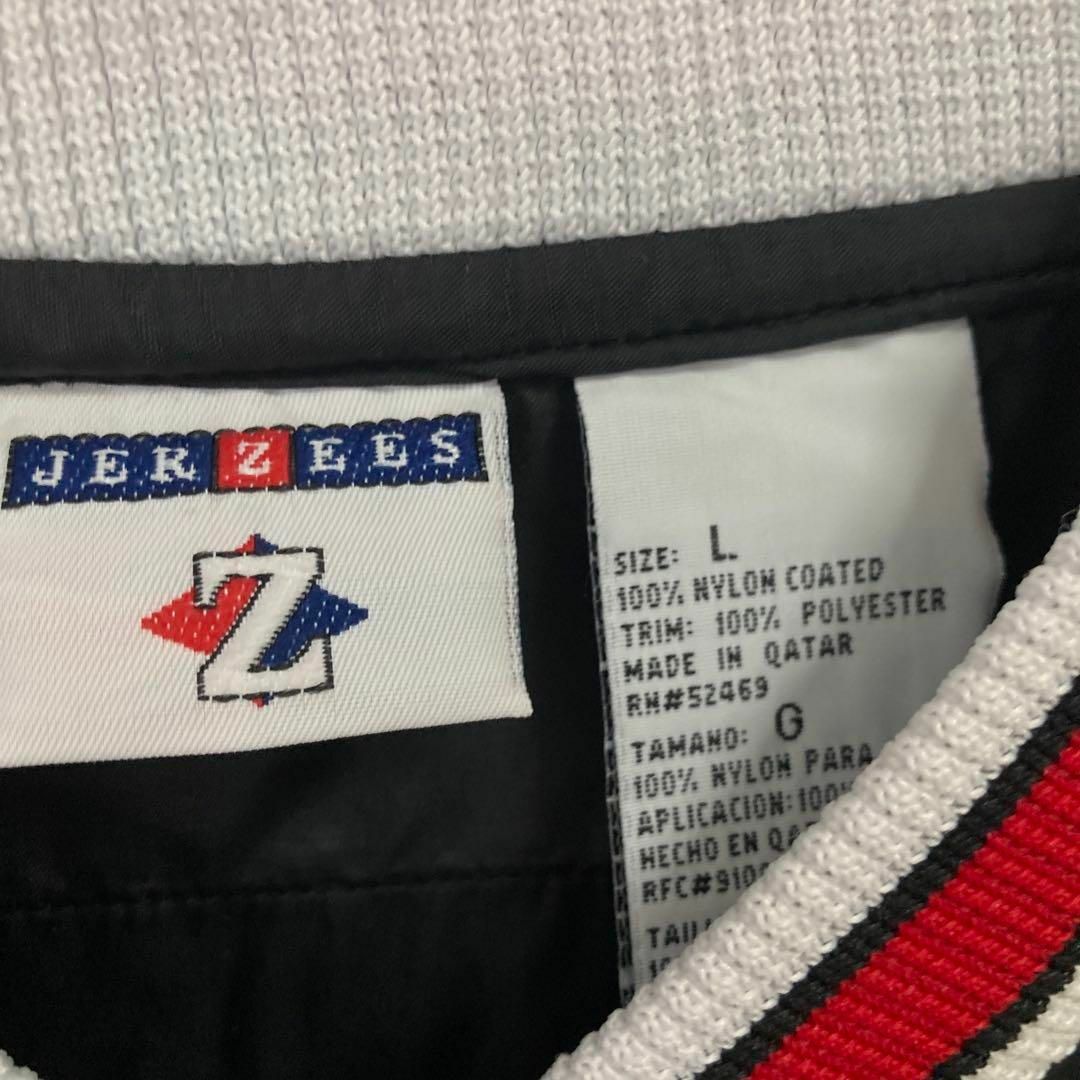 JERZEES
Z
SIZE: L
100% NYLON COATED
TRIM: 100% POLYESTER
MADE IN QATAR
RN#52469
TAMANO: G
100% NYLON PARA
APLICACION: 100%
HECHO EN